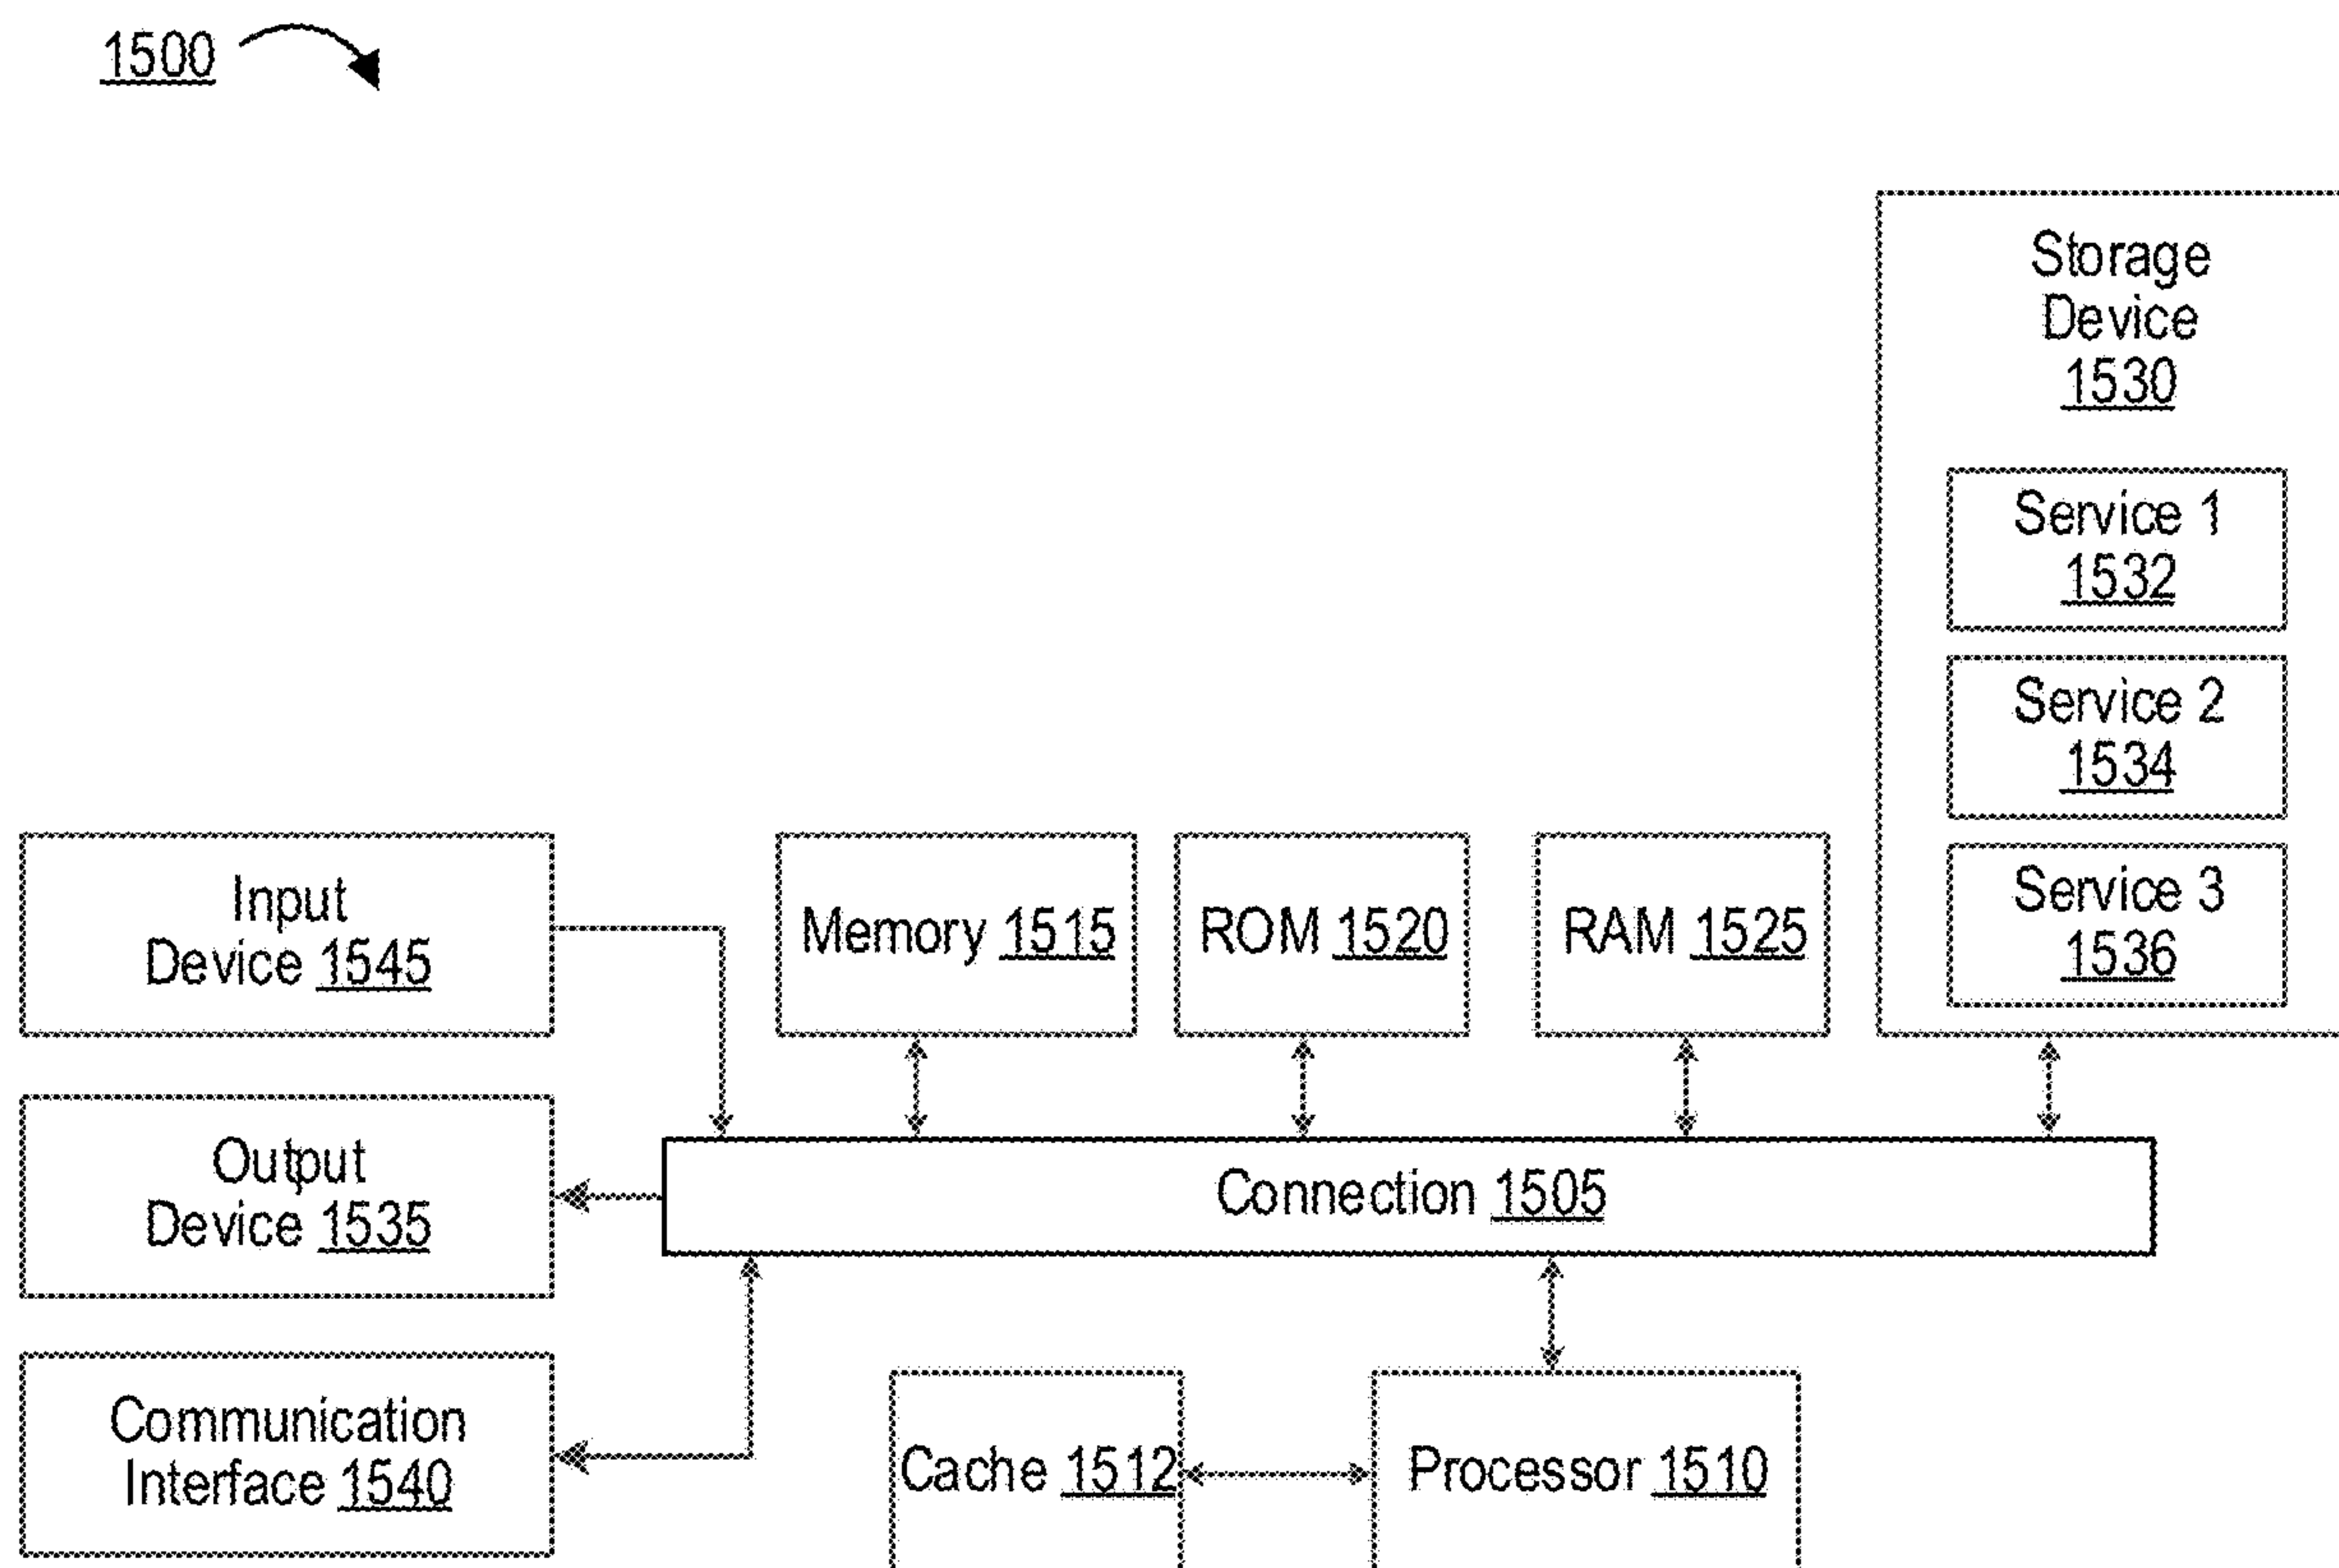 1500
Storage
Device
1530
Service 1
1532
Service 2
1534
Service 3
1536
Input
Device 1545
Memory 1515
ROM 1520
RAM 1525
Output
Device 1535
Connection 1505
Communication
Interface 1540
Cache 1512
Processor 1510